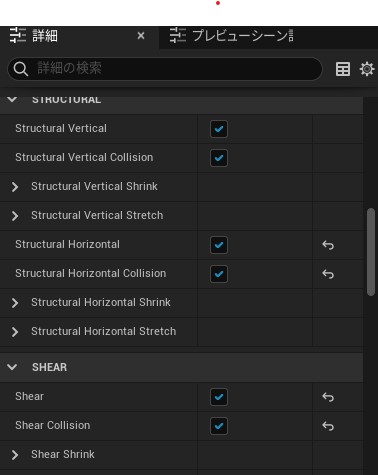 詳細
プレビューシーン
詳細の検索
STRUCTURAL
Structural Vertical
Structural Vertical Collision
Structural Vertical Shrink
Structural Vertical Stretch
Structural Horizontal
Structural Horizontal Collision
Structural Horizontal Shrink
Structural Horizontal Stretch
SHEAR
Shear
Shear Collision
Shear Shrink